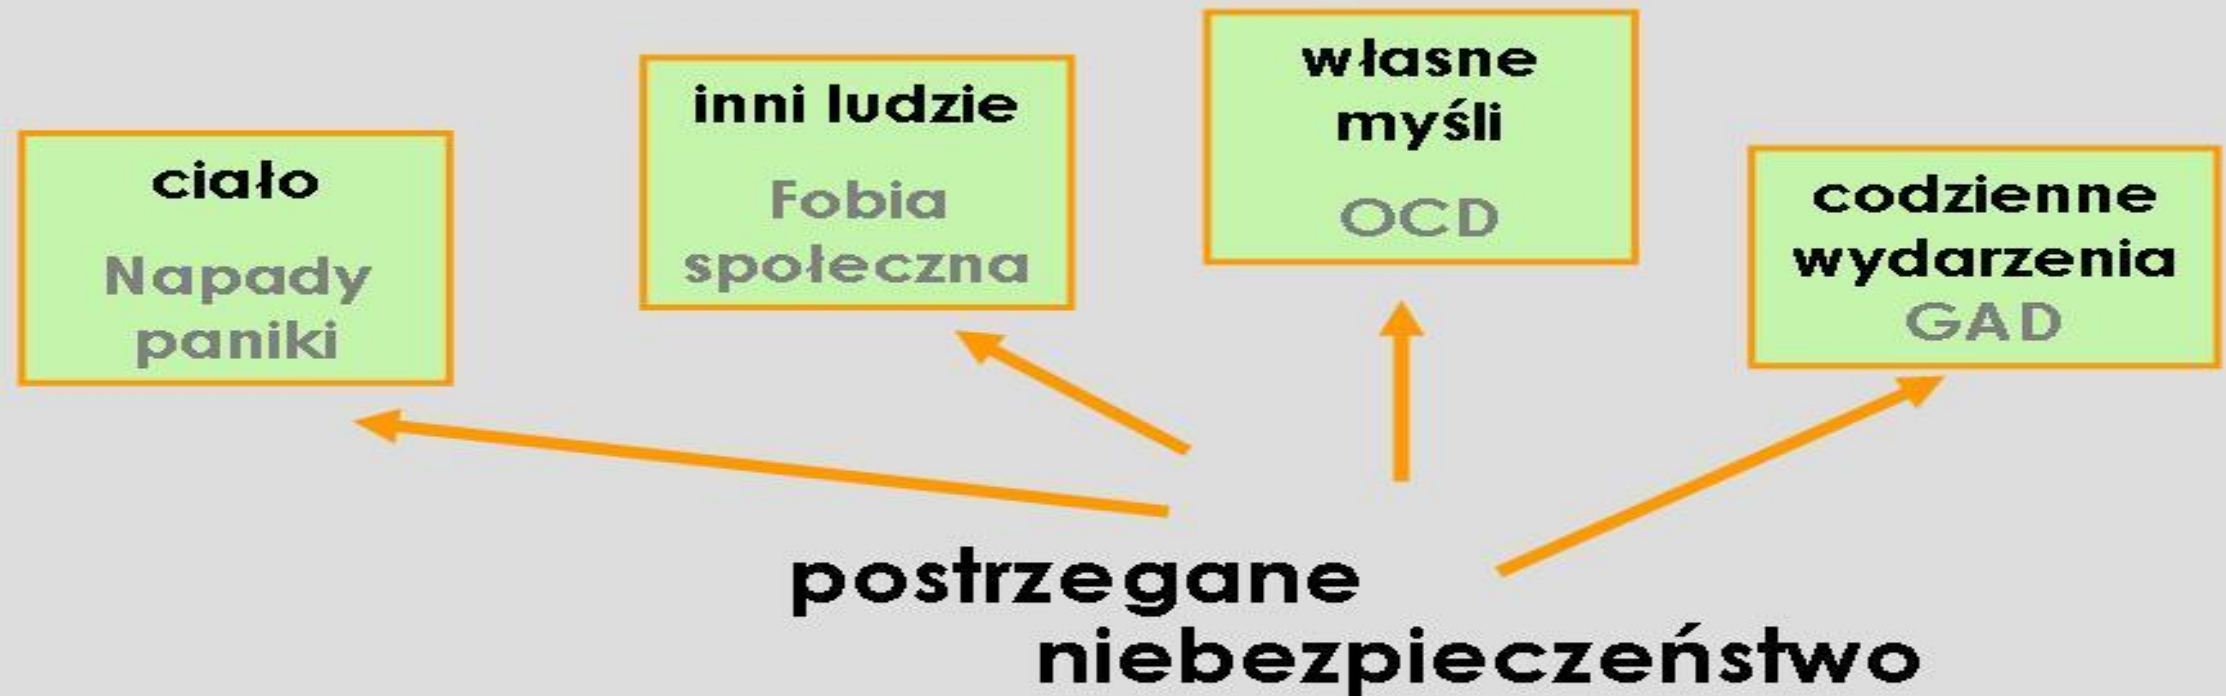 ciało
Napady
paniki
inni ludzie
Fobia
społeczna
własne
myśli
OCD
codzienne
wydarzenia
GAD
postrzegane
niebezpieczeństwo